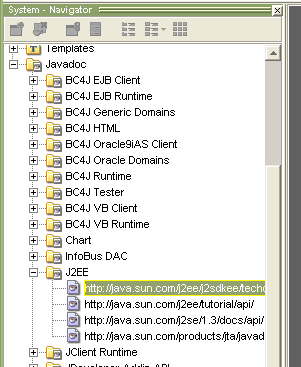 System - Navigator
Templates
Javadoc
BC4J EJB Client
BC4J EJB Runtime
BC4J Generic Domains
BC4J HTML
BC4J Oracle9iAS Client
BC4J Oracle Domains
BC4J Runtime
BC4J Tester
BC4J VB Client
BC4J VB Runtime
Chart
InfoBus DAC
J2EE
http://java.sun.com/j2ee/j2sdkee/techd
http://java.sun.com/j2ee/tutorial/api/
http://java.sun.com/j2se/1.3/docs/api/
http://java.sun.com/products/jta/javad
JClient Runtime
JDeveloper Addin API